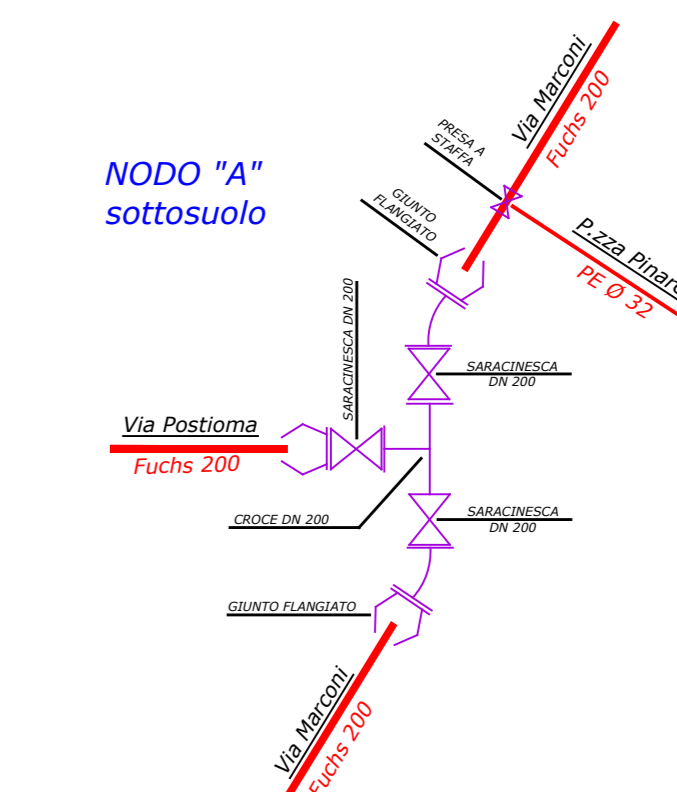 Via Marconi
Fuchs 200
PRESA A
STAFFA
NODO "A"
sottosuolo
GIUNTO
FLANGIATO
P.zza
PE Ø 32
SARACINESCA DN 200
SARACINESCA
DN 200
Via Postioma
Fuchs 200
CROCE DN 200
SARACINESCA
DN 200
GIUNTO FLANGIATO
Via Marconi
Fuchs 200